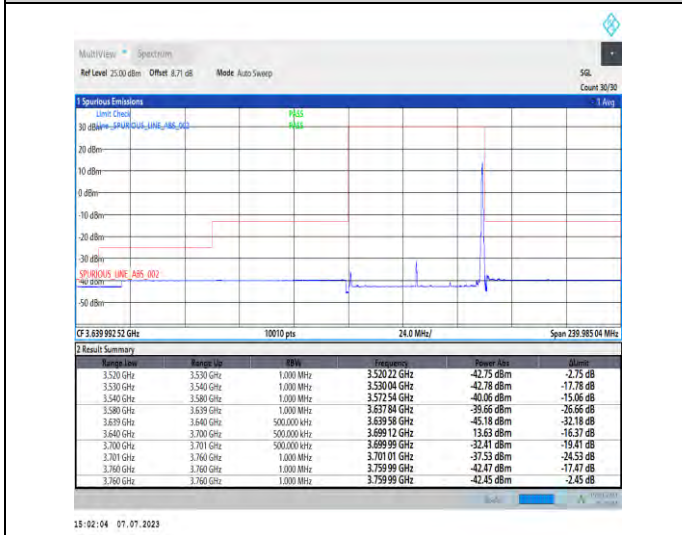 MultiView Spectrum
Ref Level 25.00 dBm Offset 8.71 dB Mode Auto Sweep SGL
Count 30/30
1 Spurious Emissions 1 Avg
Limit Check PASS
30 dBm Line _SPURIOUS_LINE_ABS_002 PASS
20 dBm
10 dBm
0 dBm
-10 dBm
-20 dBm
-30 dBm
_SPURIOUS_LINE_ABS_002
-40 dBm
-50 dBm
CF 3.639 992 52 GHz 10010 pts 24.0 MHz/ Span 239.985 04 MHz
2 Result Summary
Range Low Range Up RBW Frequency Power Abs ΔLimit
3.520 GHz 3.530 GHz 1.000 MHz 3.520 22 GHz -42.75 dBm -2.75 dB
3.530 GHz 3.540 GHz 1.000 MHz 3.530 04 GHz -42.78 dBm -17.78 dB
3.540 GHz 3.580 GHz 1.000 MHz 3.572 54 GHz -40.06 dBm -15.06 dB
3.580 GHz 3.639 GHz 1.000 MHz 3.637 84 GHz -39.66 dBm -26.66 dB
3.639 GHz 3.640 GHz 500.000 kHz 3.639 58 GHz -45.18 dBm -32.18 dB
3.640 GHz 3.700 GHz 500.000 kHz 3.699 12 GHz 13.63 dBm -16.37 dB
3.700 GHz 3.701 GHz 500.000 kHz 3.699 99 GHz -32.41 dBm -19.41 dB
3.701 GHz 3.760 GHz 1.000 MHz 3.701 01 GHz -37.53 dBm -24.53 dB
3.760 GHz 3.760 GHz 1.000 MHz 3.759 99 GHz -42.47 dBm -17.47 dB
3.760 GHz 3.760 GHz 1.000 MHz 3.759 99 GHz -42.45 dBm -2.45 dB
15:02:04 07.07.2023